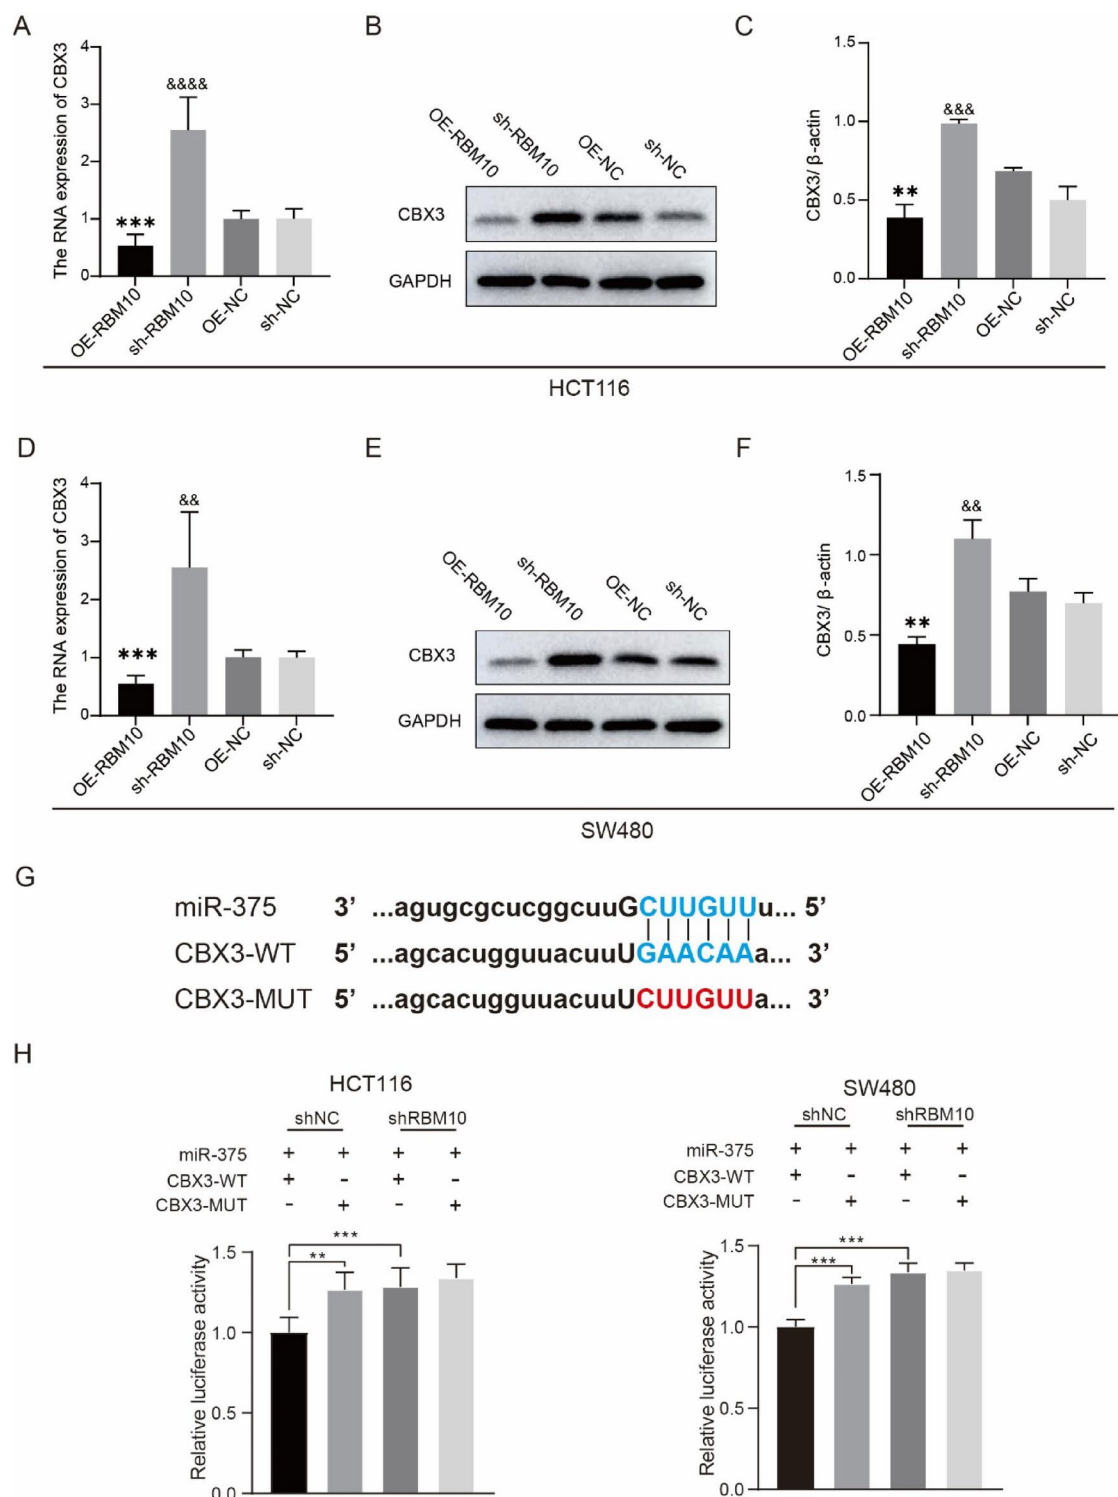 A
The RNA expression of CBX3
4
3
2
1
0
***
&&&&
OE-RBM10
sh-RBM10
OE-NC
sh-NC
B
OE-RBM10
sh-RBM10
OE-NC
sh-NC
CBX3
GAPDH
C
CBX3/ β-actin
1.5
1.0
0.5
0.0
**
&&&
OE-RBM10
sh-RBM10
OE-NC
sh-NC
HCT116
D
The RNA expression of CBX3
4
3
2
1
0
***
&&
OE-RBM10
sh-RBM10
OE-NC
sh-NC
E
OE-RBM10
sh-RBM10
OE-NC
sh-NC
CBX3
GAPDH
F
CBX3/ β-actin
1.5
1.0
0.5
0.0
**
&&
OE-RBM10
sh-RBM10
OE-NC
sh-NC
SW480
G
miR-375 3’ ...agugcgcucggcuuGCUUGUUu... 5’
CBX3-WT 5’ ...agcacugguuacuuUGAACAAa... 3’
CBX3-MUT 5’ ...agcacugguuacuuUCUUGUUa... 3’
H
HCT116
shNC shRBM10
miR-375 + + + +
CBX3-WT + - + -
CBX3-MUT - + - +
Relative luciferase activity
1.5
1.0
0.5
0.0
***
**
SW480
shNC shRBM10
miR-375 + + + +
CBX3-WT + - + -
CBX3-MUT - + - +
Relative luciferase activity
1.5
1.0
0.5
0.0
***
***